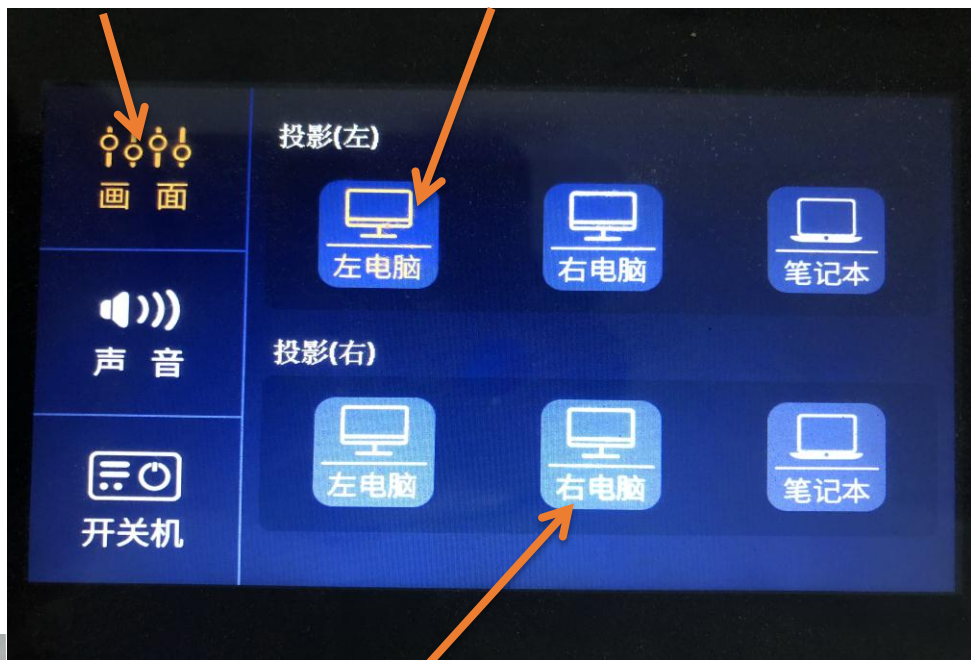 画 面
声 音
开关机
投影(左)
左电脑
右电脑
笔记本
投影(右)
左电脑
右电脑
笔记本